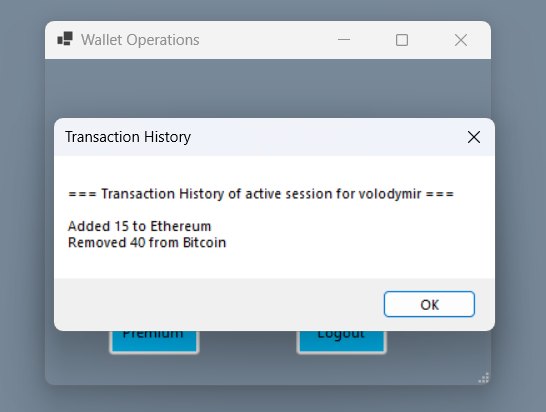 Wallet Operations
Transaction History
=== Transaction History of active session for volodymir ===
Added 15 to Ethereum
Removed 40 from Bitcoin
OK
Premium
Logout